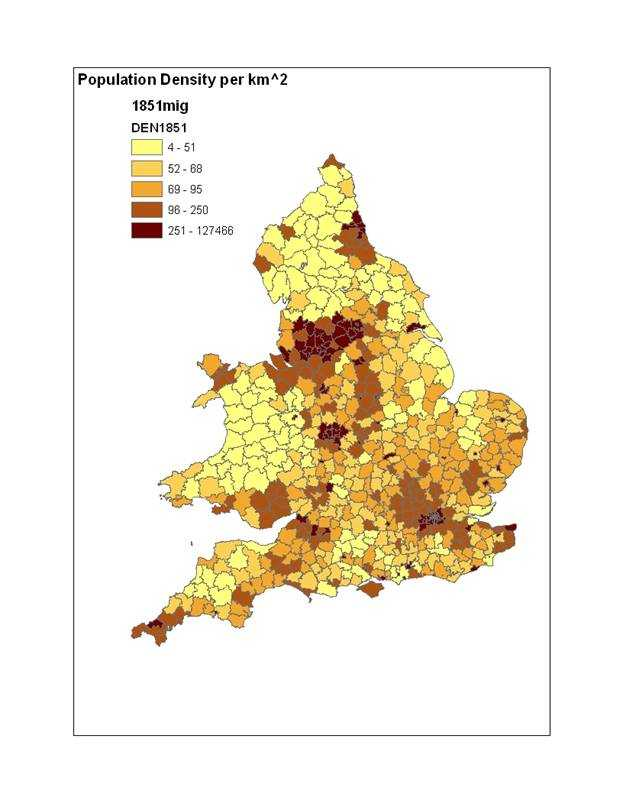 Population Density per km^2
1851mig
DEN1851
4 - 51
52 - 68
69 - 95
96 - 250
251 - 127466